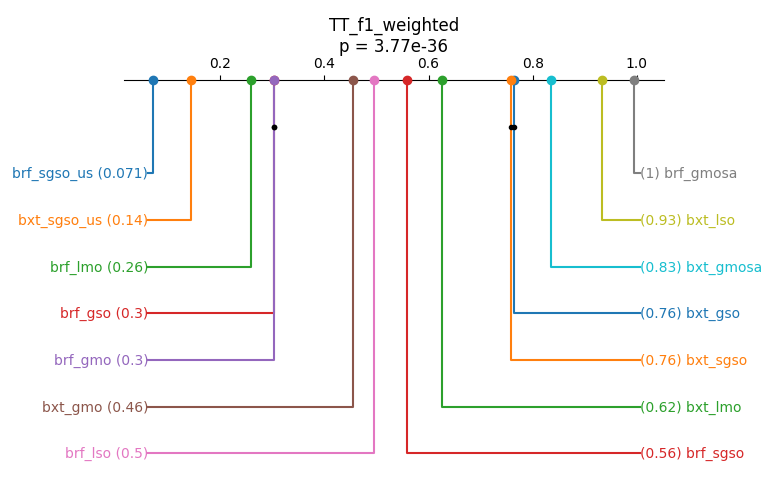 TT_f1_weighted
p = 3.77e-36
0.2 0.4 0.6 0.8 1.0
brf_sgso_us (0.071) (1) brf_gmosa
bxt_sgso_us (0.14) (0.93) bxt_lso
brf_lmo (0.26) (0.83) bxt_gmosa
brf_gso (0.3) (0.76) bxt_gso
brf_gmo (0.3) (0.76) bxt_sgso
bxt_gmo (0.46) (0.62) bxt_lmo
brf_lso (0.5) (0.56) brf_sgso